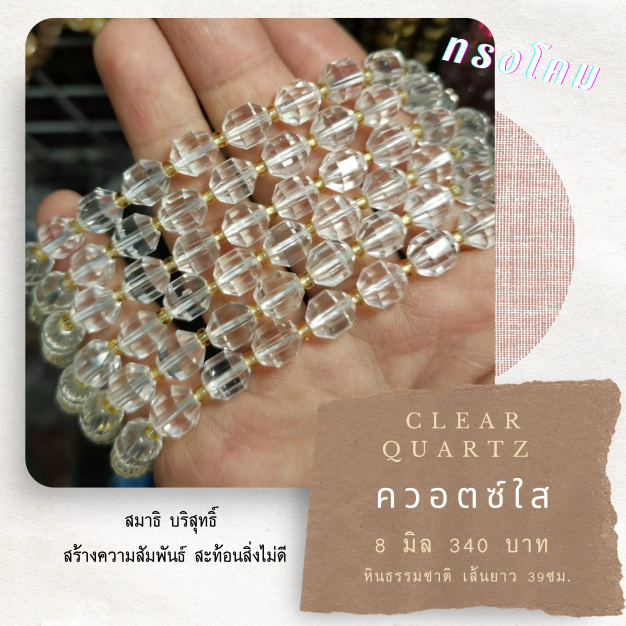 ทรงโคม
CLEAR
QUARTZ
ควอตซ์ใส
8 มิล 340 บาท
หินธรรมชาติ เส้นยาว 39ซม.
สมาธิ บริสุทธิ์
สร้างความสัมพันธ์ สะท้อนสิ่งไม่ดี